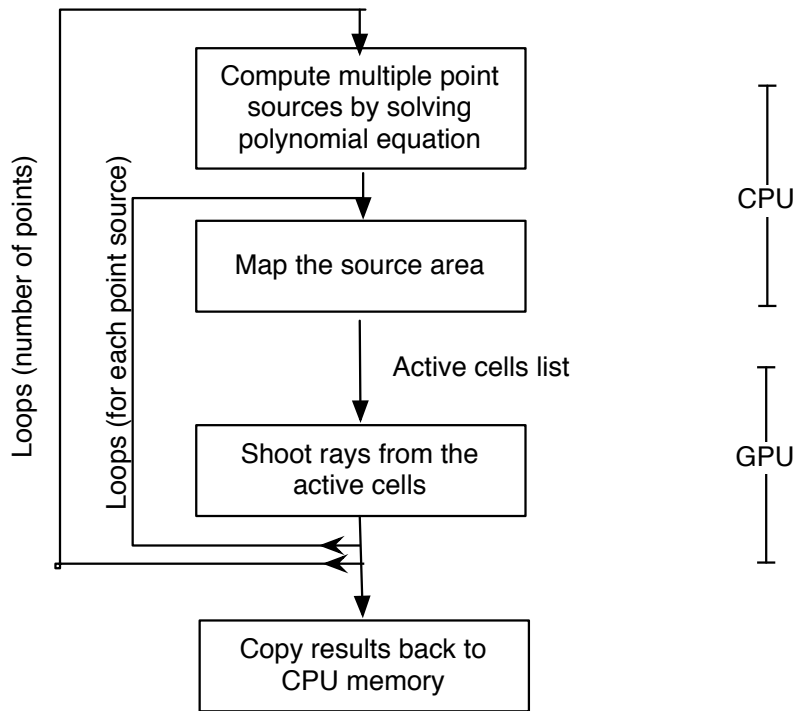 Compute multiple point
sources by solving
polynomial equation
Loops (number of points)
Loops (for each point source)
Map the source area
CPU
Active cells list
Shoot rays from the
active cells
GPU
Copy results back to
CPU memory